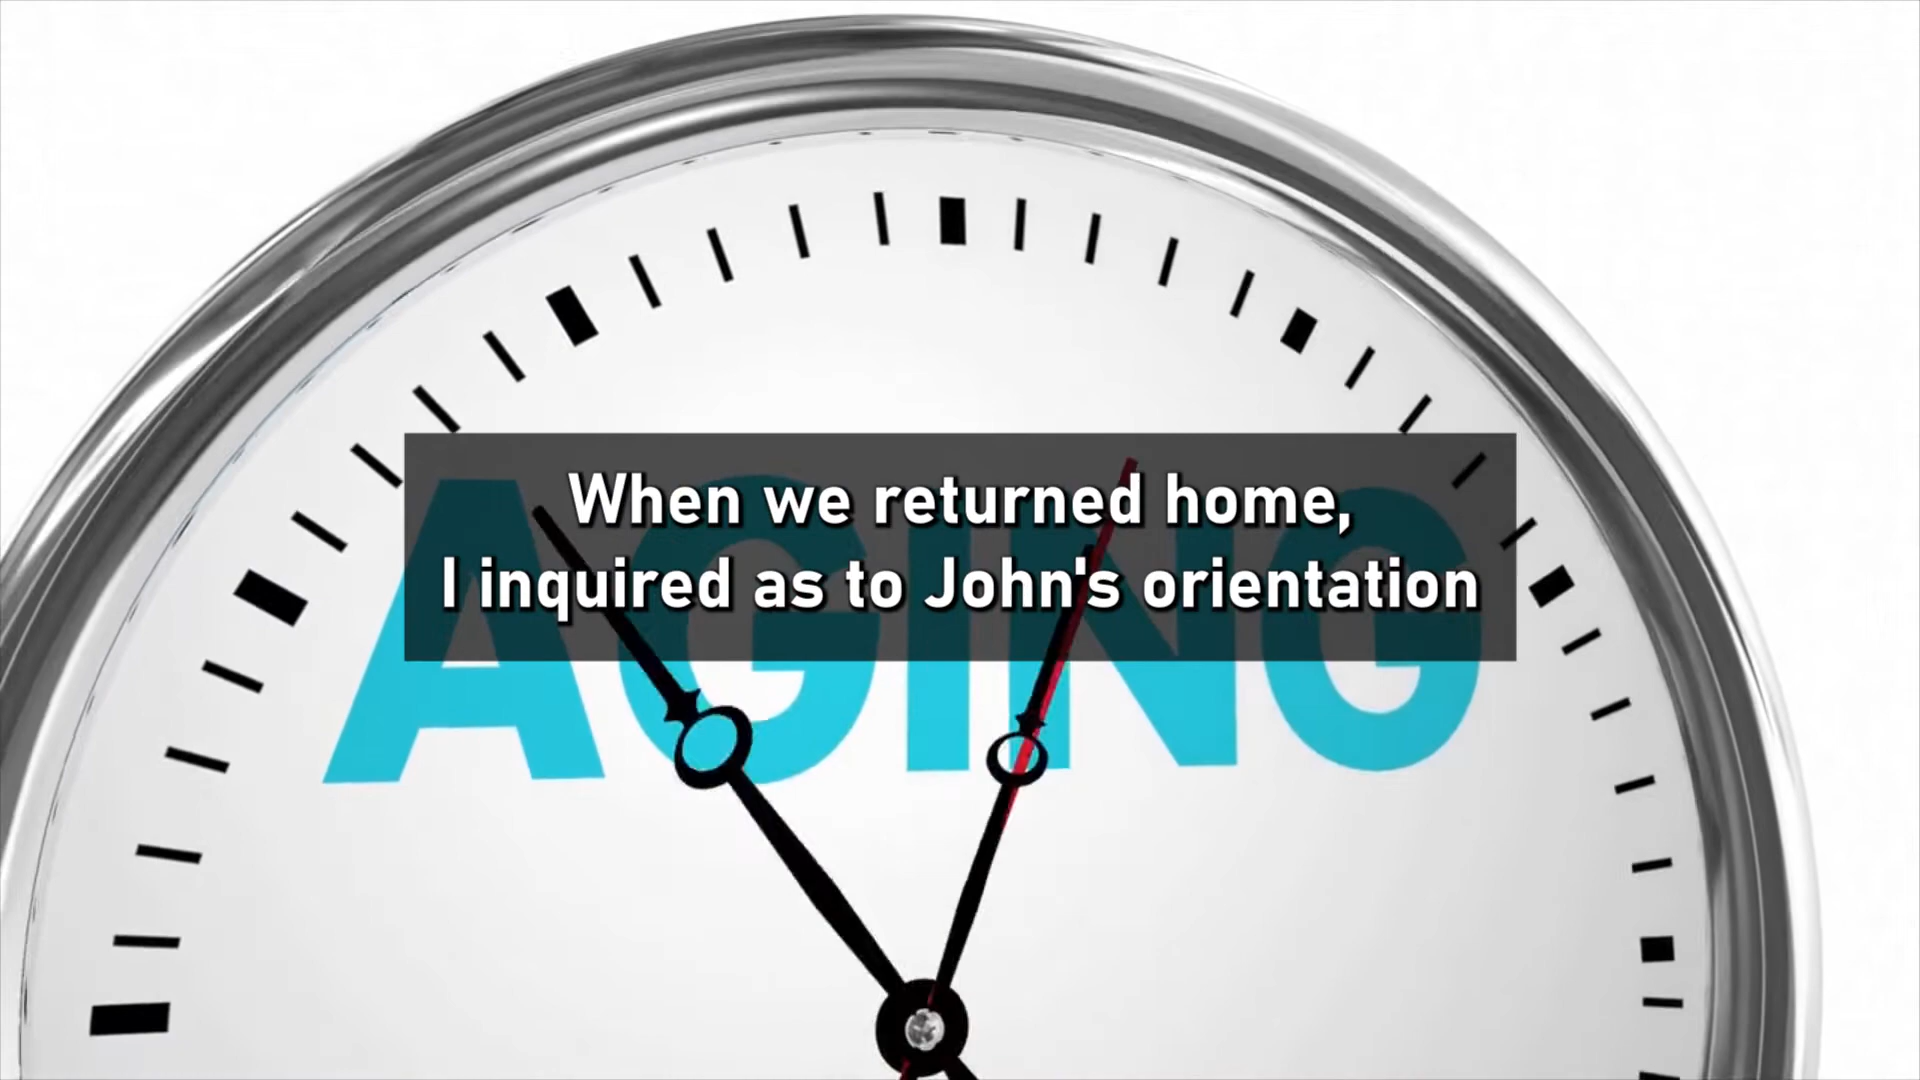 When we returned home,
I inquired as to John's orientation
AGING